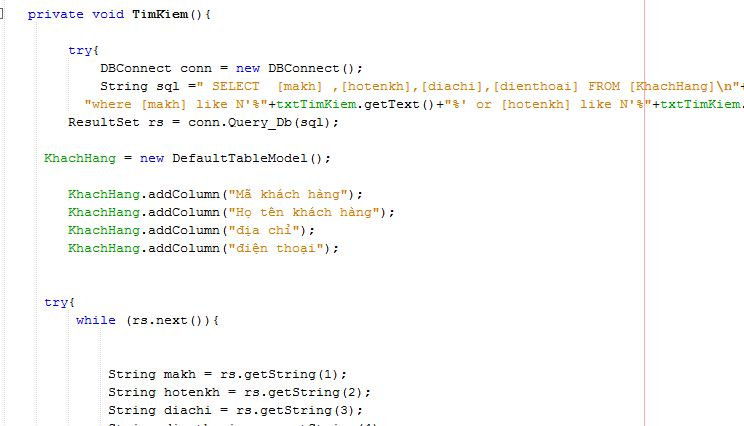 private void TimKiem(){
try{
DBConnect conn = new DBConnect();
String sql =" SELECT  [makh] ,[hotenkh],[diachi],[dienthoai] FROM [KhachHang]\n"+
"where [makh] like N'%"+txtTimKiem.getText()+"%' or [hotenkh] like N'%"+txtTimKiem.
ResultSet rs = conn.Query_Db(sql);
KhachHang = new DefaultTableModel();
KhachHang.addColumn("Mã khách hàng");
KhachHang.addColumn("Họ tên khách hàng");
KhachHang.addColumn("địa chỉ");
KhachHang.addColumn("điện thoại");
try{
while (rs.next()){
String makh = rs.getString(1);
String hotenkh = rs.getString(2);
String diachi = rs.getString(3);